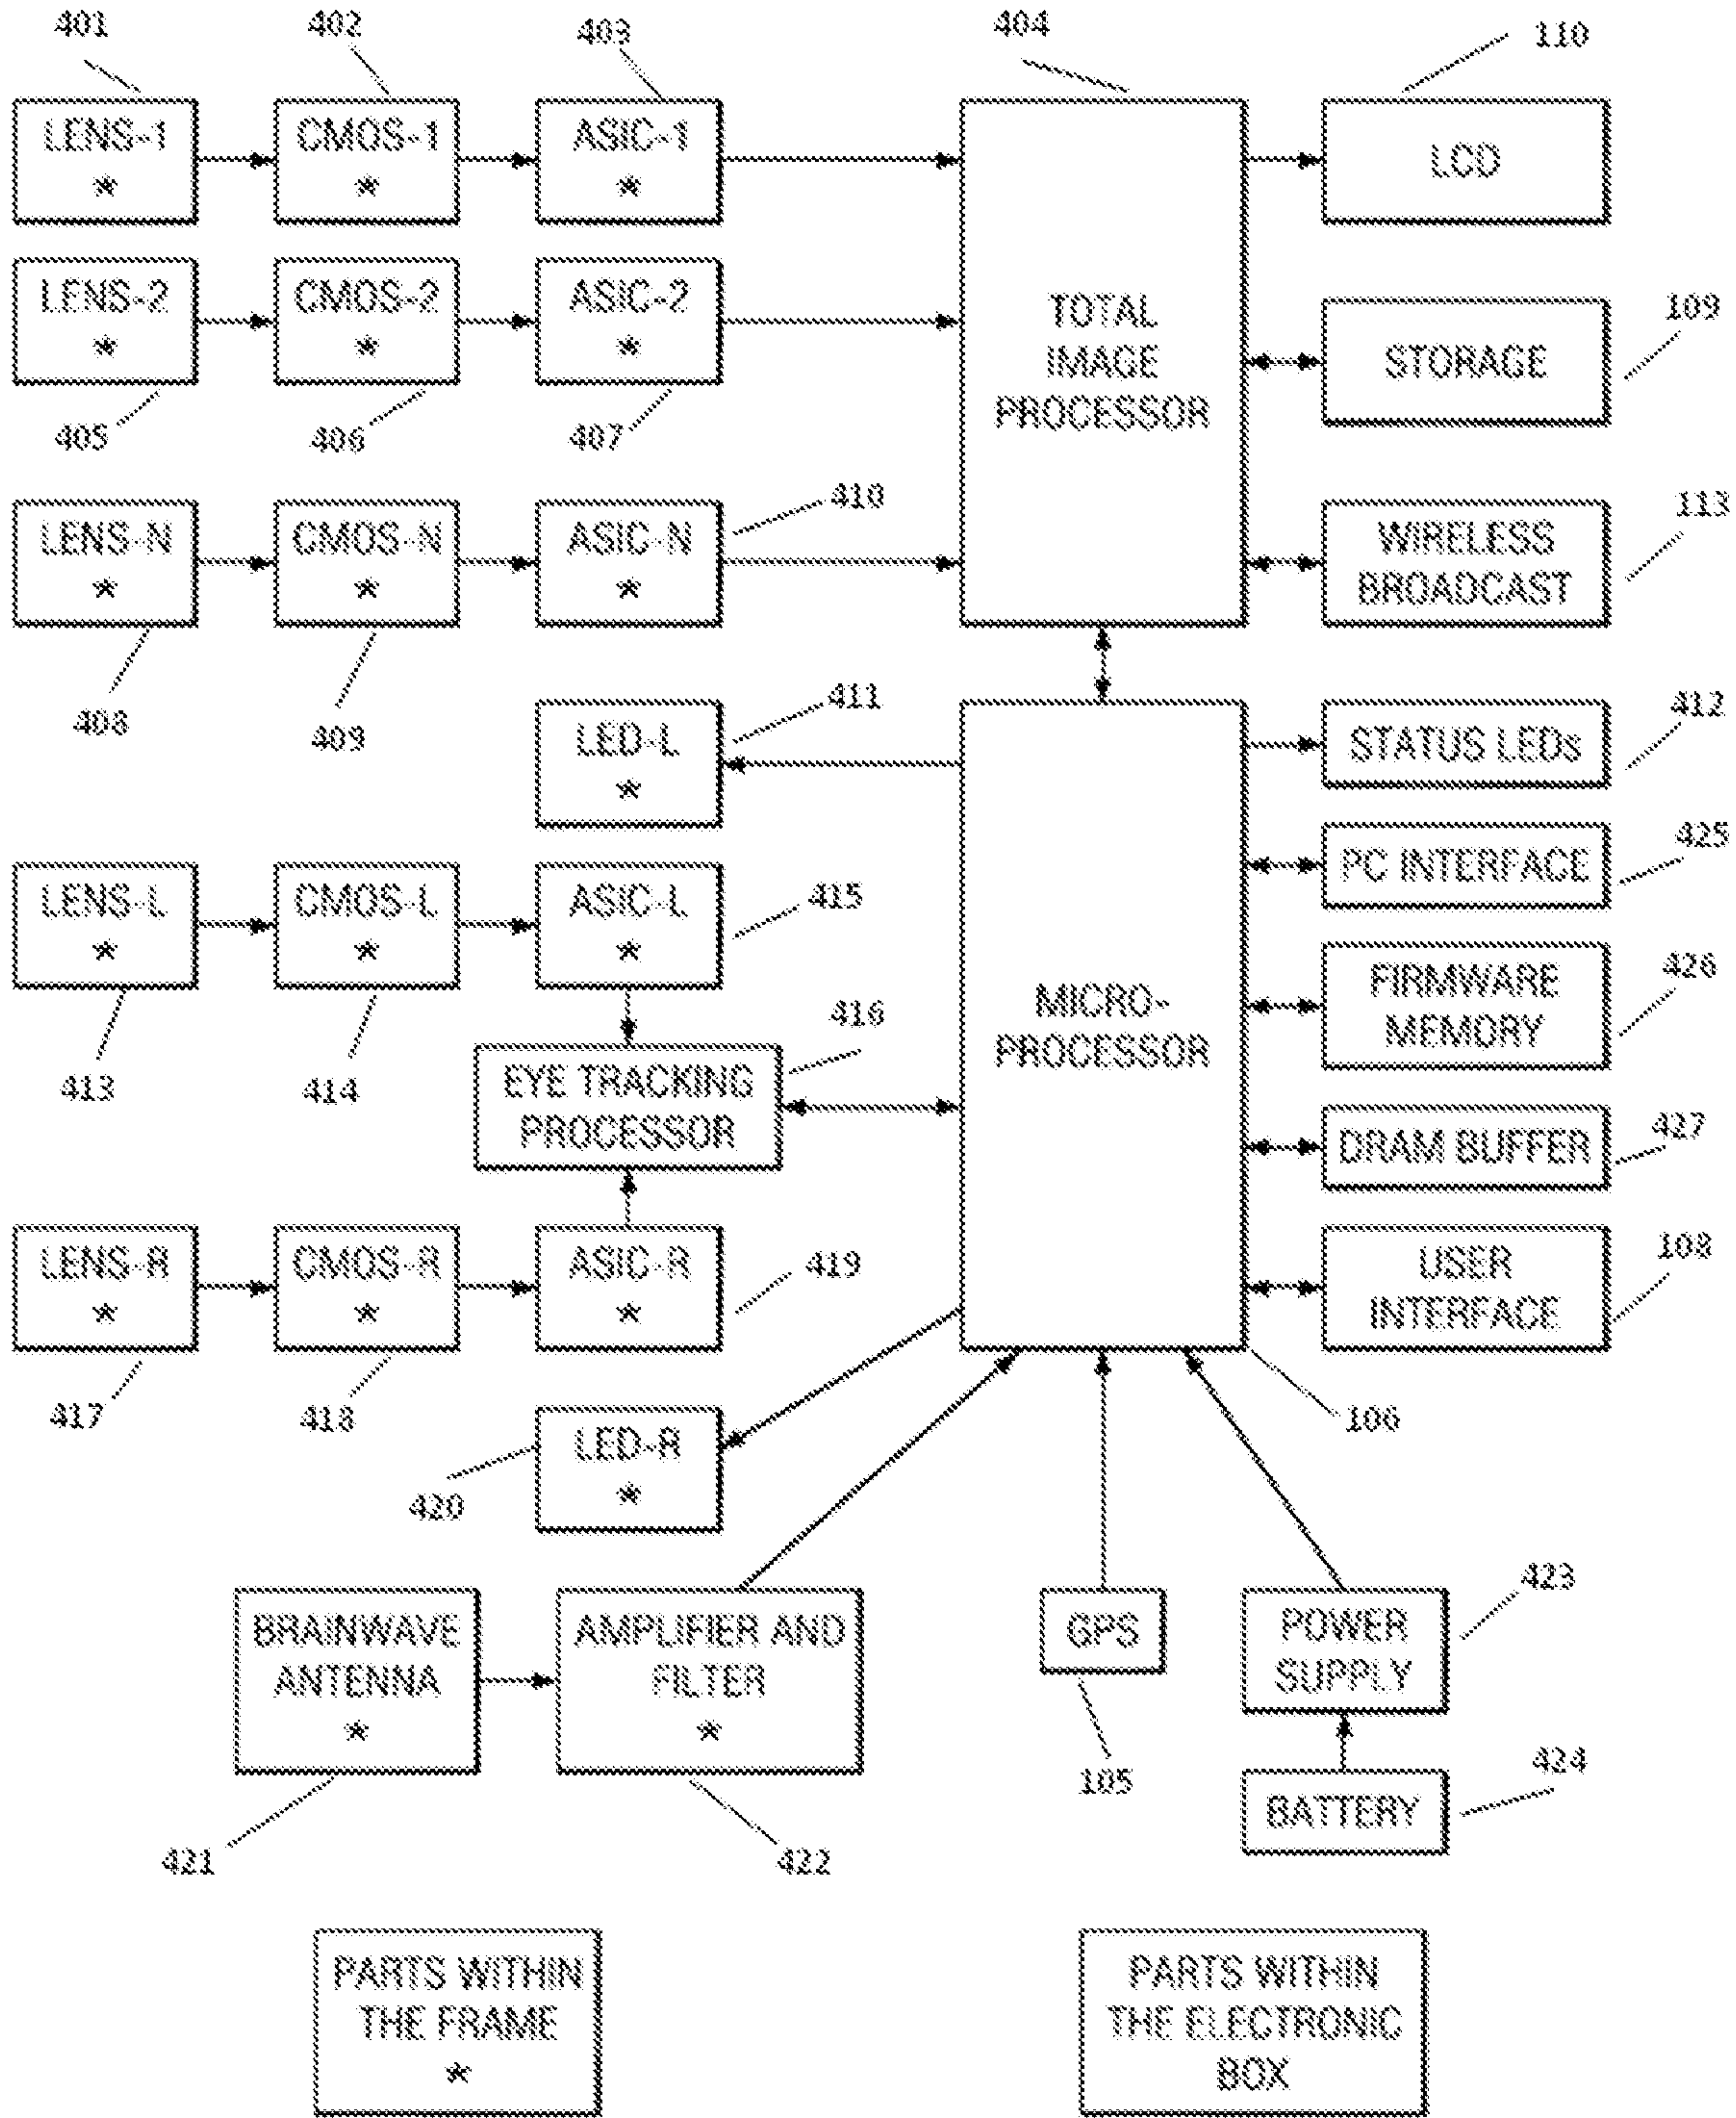 401
402
403
404
110
LENS-1
*
CMOS-1
*
ASIC-1
*
LCD
LENS-2
*
CMOS-2
*
ASIC-2
*
TOTAL
IMAGE
PROCESSOR
STORAGE
109
405
406
407
LENS-N
*
CMOS-N
*
ASIC-N
*
410
WIRELESS
BROADCAST
113
408
409
LED-L
*
411
STATUS LEDs
412
PC INTERFACE
425
LENS-L
*
CMOS-L
*
ASIC-L
*
415
FIRMWARE
MEMORY
426
MICRO-
PROCESSOR
413
414
EYE TRACKING
PROCESSOR
416
DRAM BUFFER
427
LENS-R
*
CMOS-R
*
ASIC-R
*
419
USER
INTERFACE
108
417
418
LED-R
*
420
106
BRAINWAVE
ANTENNA
*
AMPLIFIER AND
FILTER
*
GPS
POWER
SUPPLY
423
105
BATTERY
424
421
422
PARTS WITHIN
THE FRAME
*
PARTS WITHIN
THE ELECTRONIC
BOX